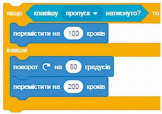 якщо клавішу пропуск натиснуто? то
перемістити на 100 кроків
інакше
поворот на 60 градусів
перемістити на 200 кроків